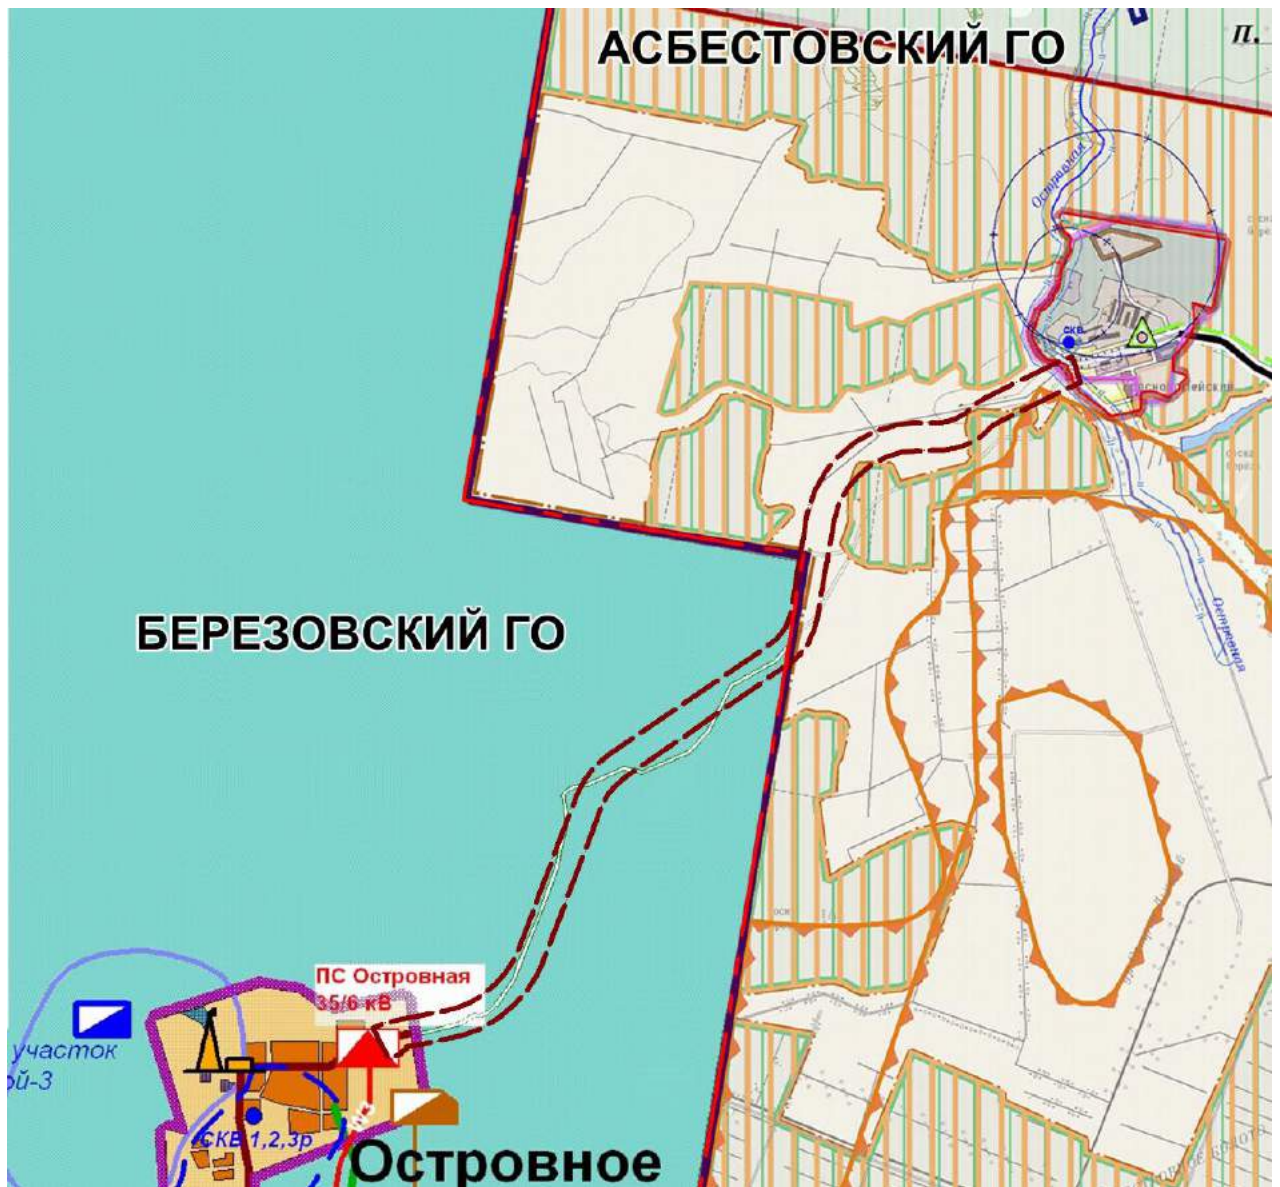 АСБЕСТОВСКИЙ ГО
п.
Островная
скв.
Островная
БЕРЕЗОВСКИЙ ГО
ПС Островная
35/6 кВ
участок
ой-3
СКВ 1,2,3р
Островное